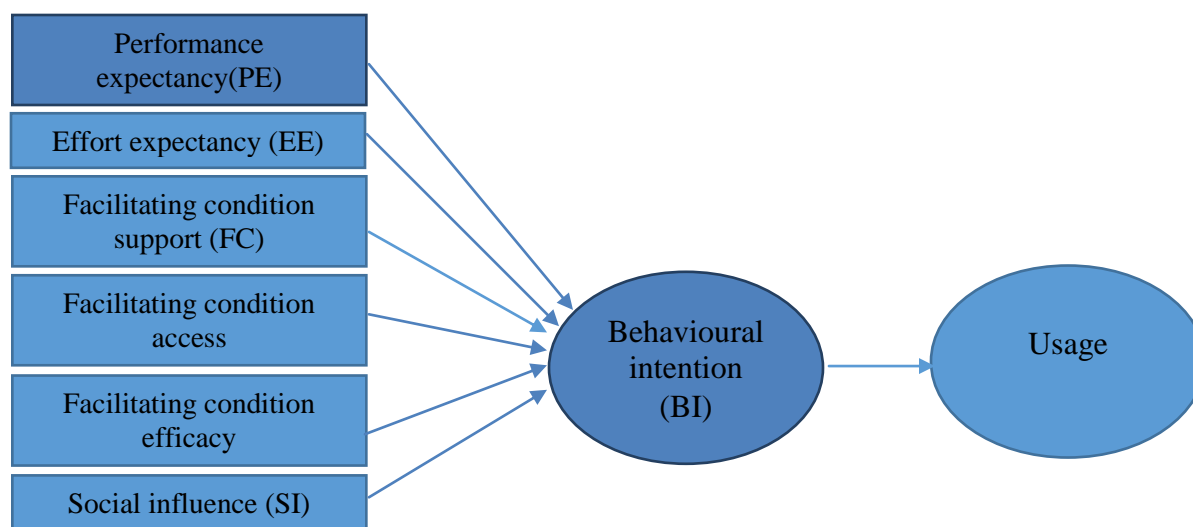 Performance
expectancy(PE)
Effort expectancy (EE)
Facilitating condition
support (FC)
Facilitating condition
access
Facilitating condition
efficacy
Social influence (SI)
Behavioural
intention
(BI)
Usage